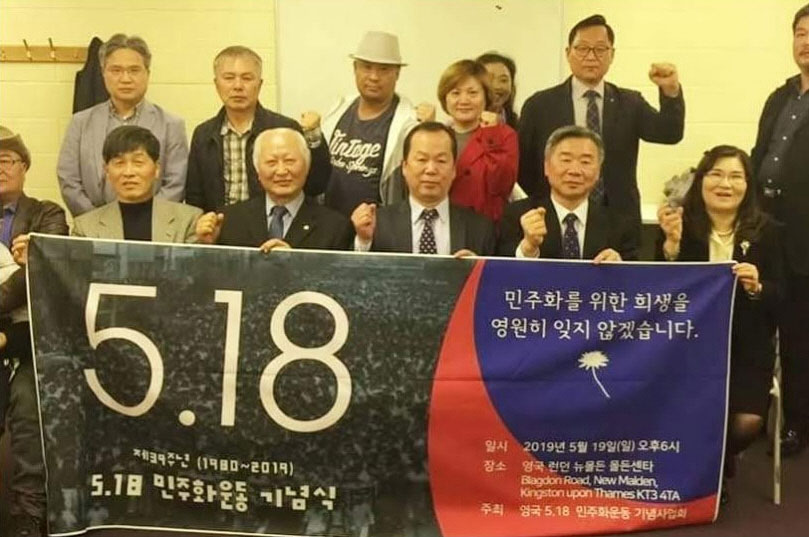 Vintage
5.18
제39주년 (1980~2019)
5.18 민주화운동 기념식
민주화를 위한 희생을
영원히 잊지 않겠습니다.
일시 2019년 5월 19일(일) 오후6시
장소 영국 런던 뉴몰든 몰든센타
Blagdon Road, New Malden,
Kingston upon Thames KT3 4TA
주최 영국 5.18 민주화운동 기념사업회